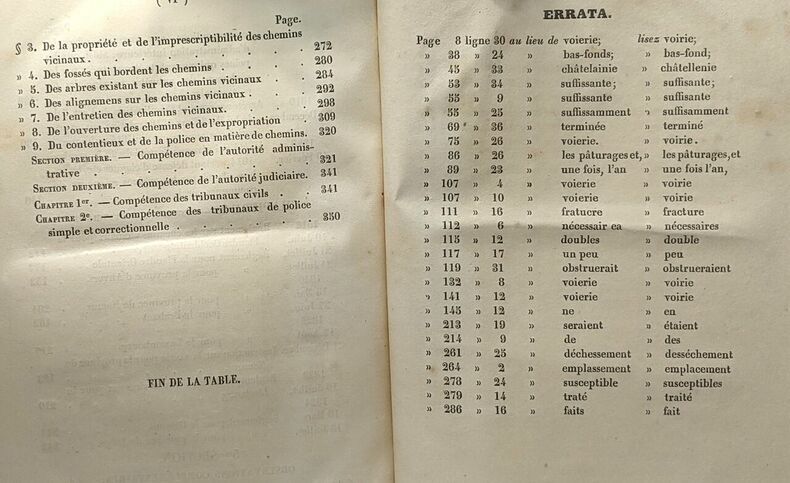 ( VI )
Page.
§ 3. De la propriété et de l'imprescriptibilité des chemins
vicinaux. . . . . . . . 272
» 4. Des fossés qui bordent les chemins . . . . 280
» 5. Des arbres existant sur les chemins vicinaux . . . 284
» 6. Des alignemens sur les chemins vicinaux . . . . 292
» 7. De l'entretien des chemins vicinaux. . . . 298
» 8. De l'ouverture des chemins et de l'expropriation . . 309
» 9. Du contentieux et de la police en matière de chemins. 320
SECTION PREMIÈRE. — Compétence de l'autorité adminis-
trative . . . . . . . 321
SECTION DEUXIÈME. — Compétence de l'autorité judiciaire. 341
CHAPITRE 1er. — Compétence des tribunaux civils . . 341
CHAPITRE 2e. — Compétence des tribunaux de police
simple et correctionnelle . . . . . . 350
FIN DE LA TABLE.
ERRATA.
Page 8 ligne 30 au lieu de voierie; lisez voirie;
» 38 » 24 » bas-fonds; » bas-fond;
» 45 » 33 » châtelainie » châtellenie
» 53 » 34 » suffissante; » suffisante;
» 55 » 9 » suffissante » suffisante
» 55 » 25 » suffissamment » suffisamment
» 69 » 36 » terminée » terminé
» 75 » 26 » voierie. » voirie.
» 86 » 26 » les pâturages et, » les pâturages, et
» 89 » 23 » une fois, l'an » une fois l'an,
» 107 » 4 » voierie » voirie
» 107 » 10 » voierie » voirie
» 111 » 16 » fratucre » fracture
» 112 » 6 » nécessair ea » nécessaires
» 115 » 12 » doubles » double
» 117 » 17 » un peu » peu
» 119 » 31 » obstruerait » obstrueraient
» 132 » 8 » voierie » voirie
» 141 » 12 » voierie » voirie
» 145 » 12 » ne » en
» 213 » 19 » seraient » étaient
» 214 » 9 » de » des
» 261 » 25 » déchessement » desséchement
» 264 » 2 » emplassement » emplacement
» 278 » 24 » susceptible » susceptibles
» 279 » 14 » traté » traité
» 286 » 16 » faits » fait